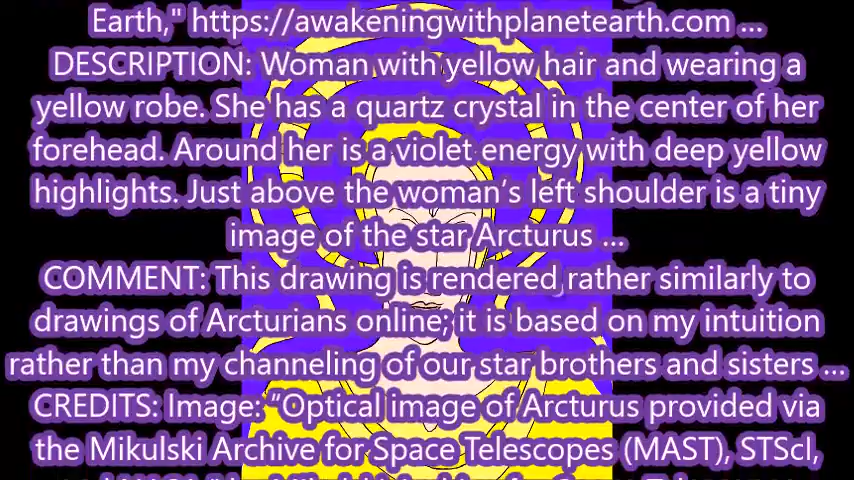 Earth," https://awakeningwithplanetearth.com ...
DESCRIPTION: Woman with yellow hair and wearing a
yellow robe. She has a quartz crystal in the center of her
forehead. Around her is a violet energy with deep yellow
highlights. Just above the woman’s left shoulder is a tiny
image of the star Arcturus ...
COMMENT: This drawing is rendered rather similarly to
drawings of Arcturians online; it is based on my intuition
rather than my channeling of our star brothers and sisters ...
CREDITS: Image: “Optical image of Arcturus provided via
the Mikulski Archive for Space Telescopes (MAST), STScI,